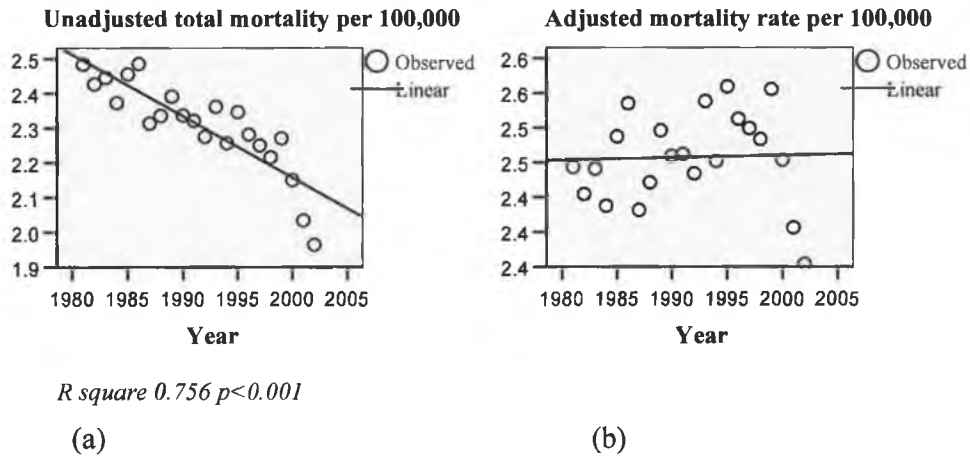 Unadjusted total mortality per 100,000
2.5
2.4
2.3
2.2
2.1
2.0
1.9
1980 1985 1990 1995 2000 2005
Year
Observed
Linear
R square 0.756 p<0.001
(a)
Adjusted mortality rate per 100,000
2.6
2.6
2.5
2.5
2.4
2.4
2.4
1980 1985 1990 1995 2000 2005
Year
Observed
Linear
(b)